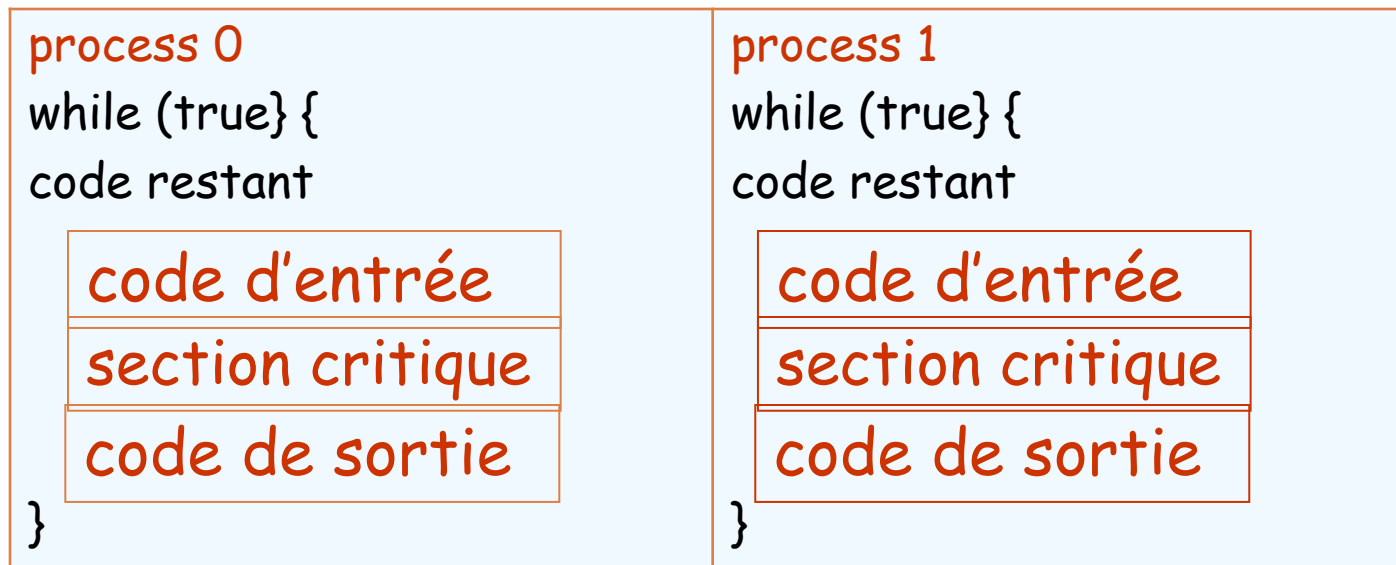 process 0
while (true} {
code restant
code d'entrée
section critique
code de sortie
}
process 1
while (true} {
code restant
code d'entrée
section critique
code de sortie
}